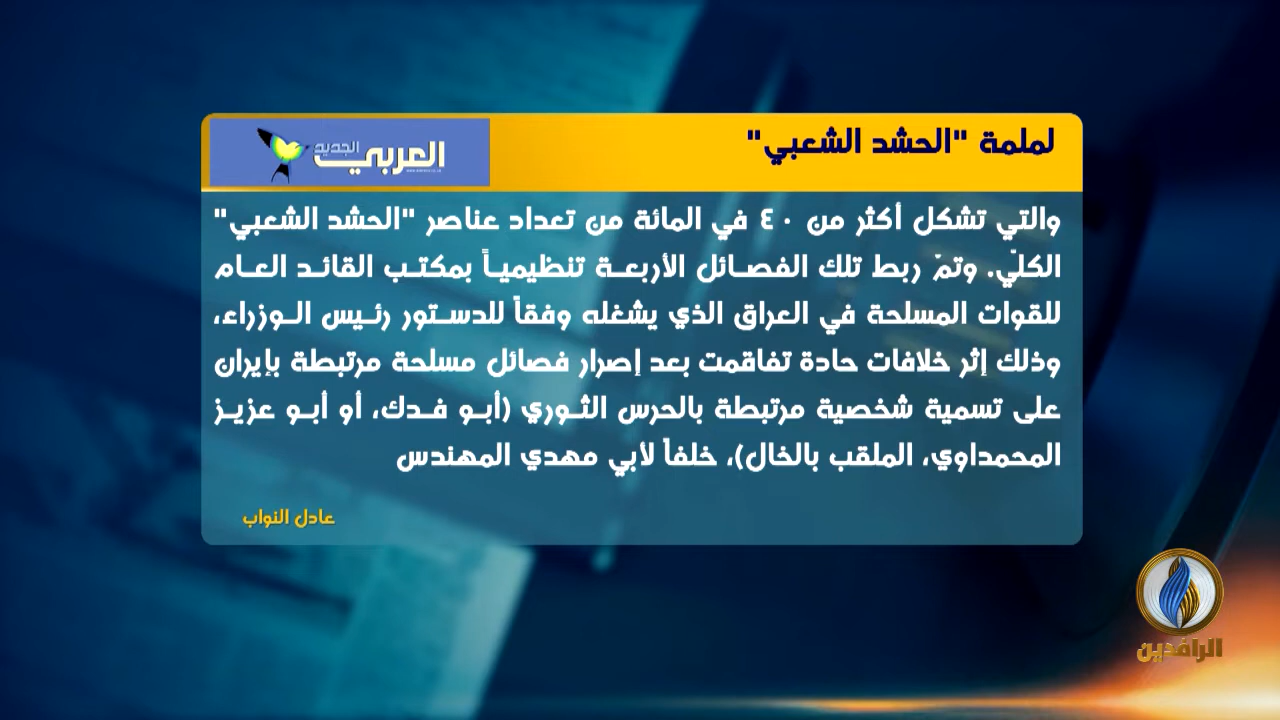 لملمة "الحشد الشعبي"
العربي الجديد
والتي تشكل أكثر من ٤٠ في المائة من تعداد عناصر "الحشد الشعبي"
الكلّي. وتمّ ربط تلك الفصائل الأربعة تنظيمياً بمكتب القائد العام
للقوات المسلحة في العراق الذي يشغله وفقاً للدستور رئيس الوزراء،
وذلك إثر خلافات حادة تفاقمت بعد إصرار فصائل مسلحة مرتبطة بإيران
على تسمية شخصية مرتبطة بالحرس الثوري (أبو فدك، أو أبو عزيز
المحمداوي، الملقب بالخال)، خلفاً لأبي مهدي المهندس
عادل النواب
الرافدين